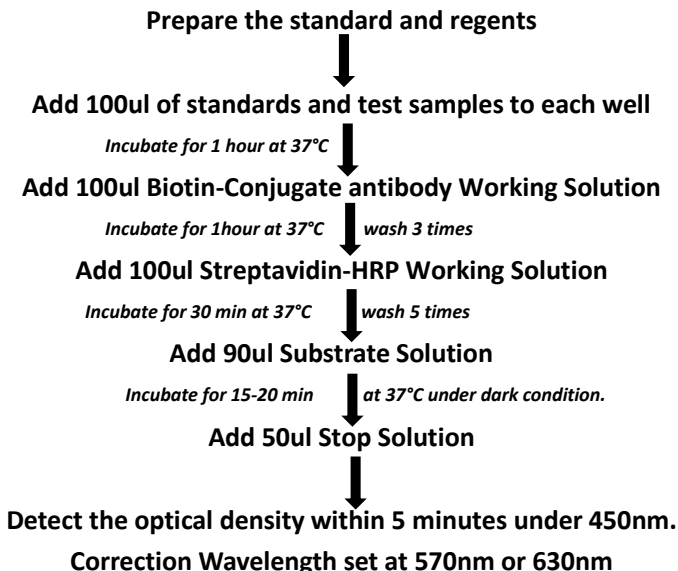 Prepare the standard and regents
Add 100ul of standards and test samples to each well
Incubate for 1 hour at 37°C
Add 100ul Biotin-Conjugate antibody Working Solution
Incubate for 1hour at 37°C wash 3 times
Add 100ul Streptavidin-HRP Working Solution
Incubate for 30 min at 37°C wash 5 times
Add 90ul Substrate Solution
Incubate for 15-20 min at 37°C under dark condition.
Add 50ul Stop Solution
Detect the optical density within 5 minutes under 450nm.
Correction Wavelength set at 570nm or 630nm